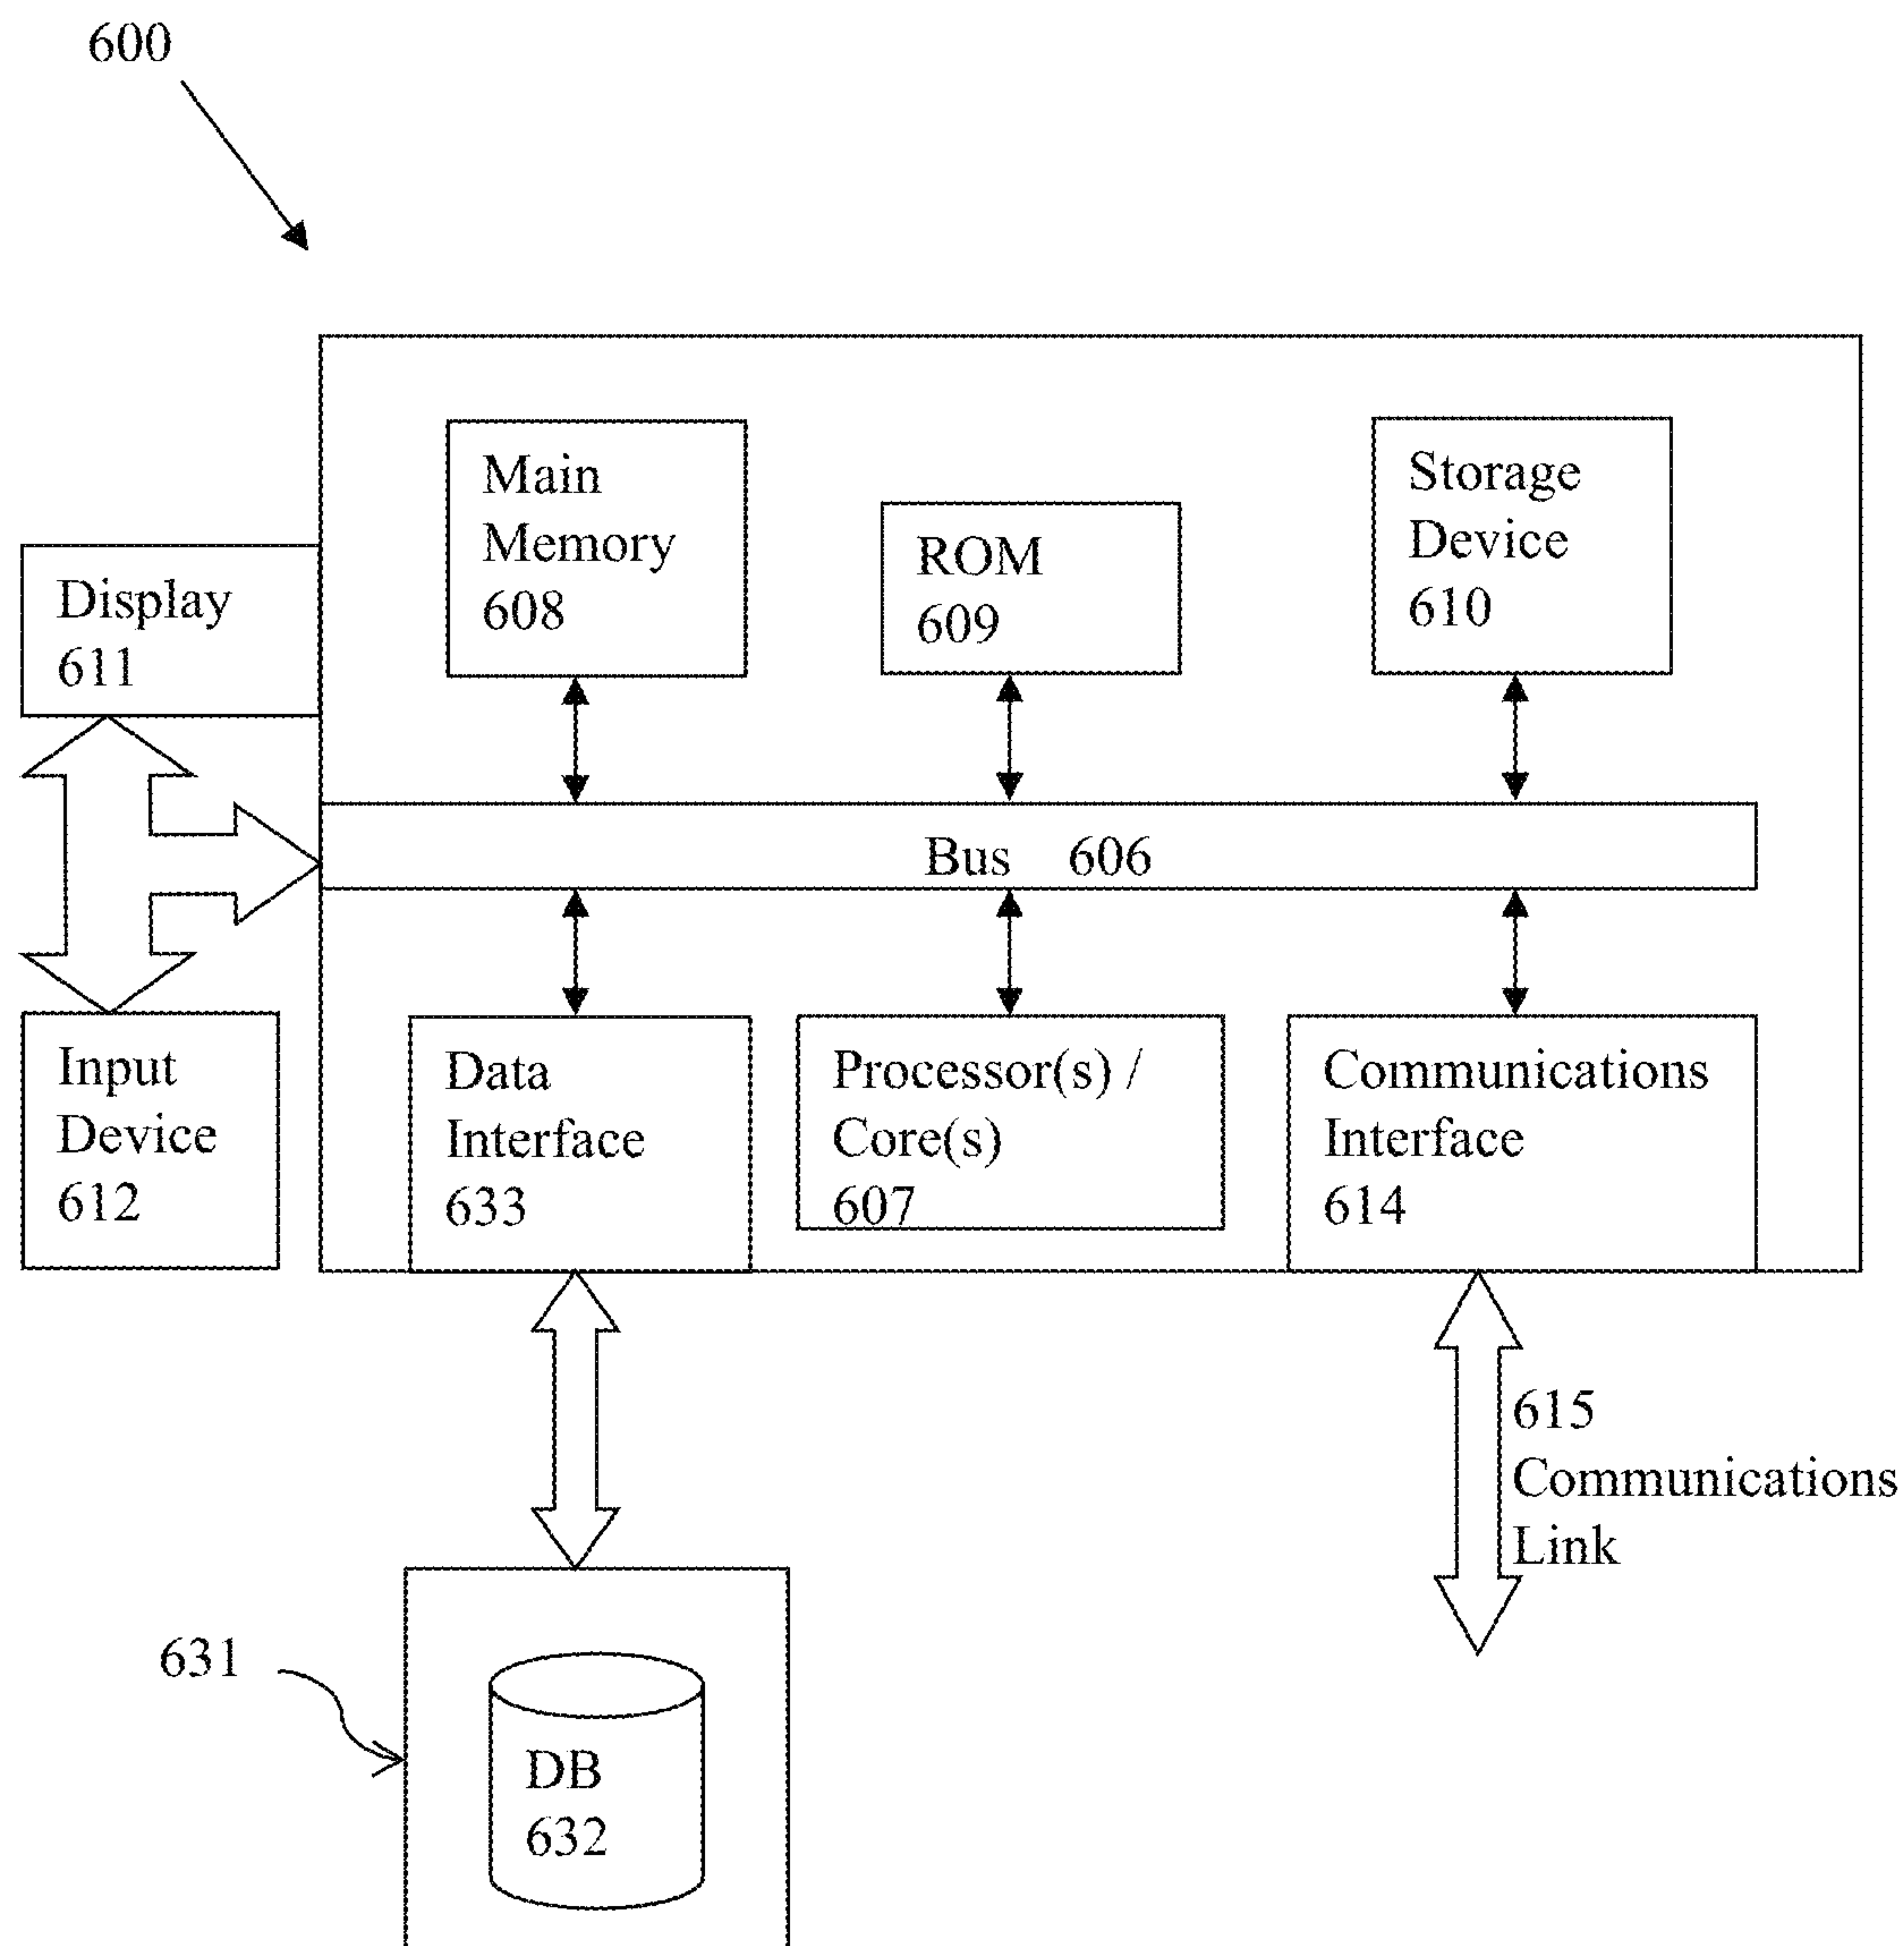 600
Main
Memory
608
ROM
609
Storage
Device
610
Display
611
Bus 606
Input
Device
612
Data
Interface
633
Processor(s) /
Core(s)
607
Communications
Interface
614
615
Communications
Link
631
DB
632